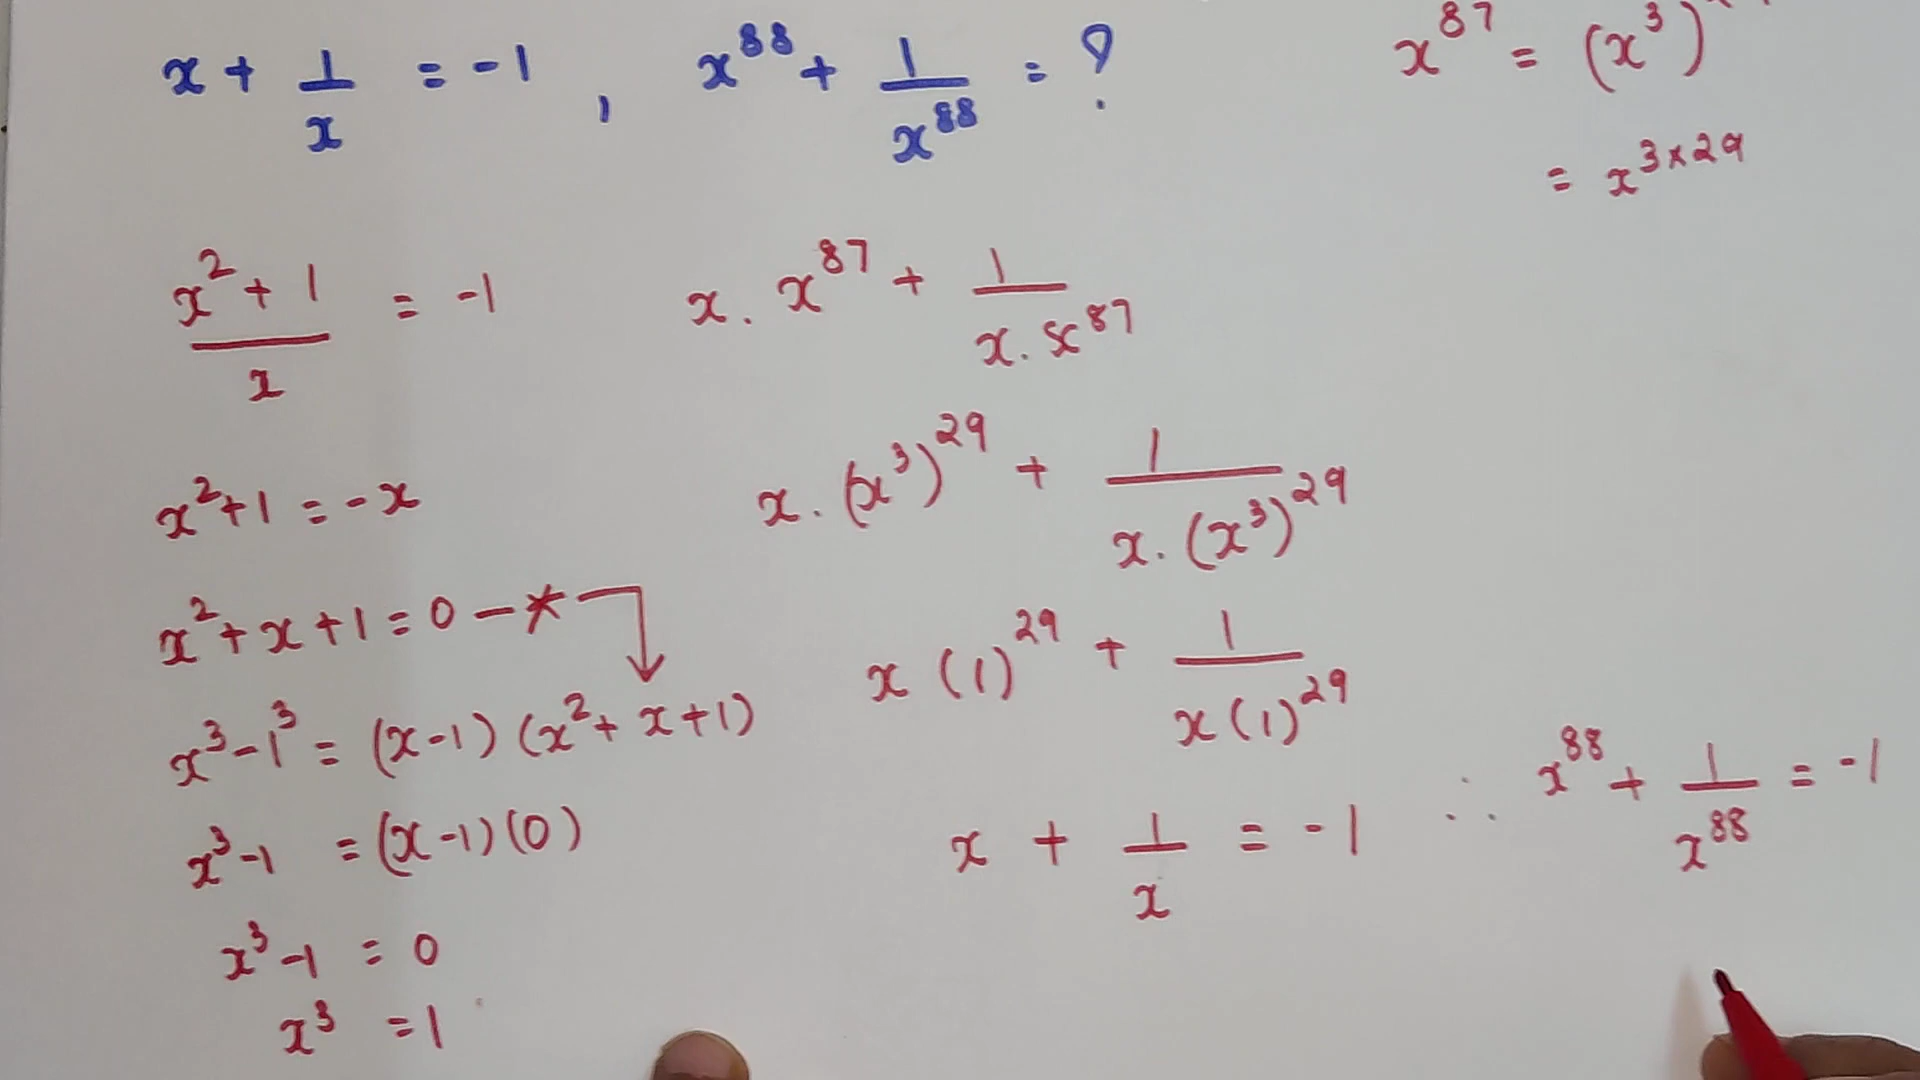 x + 1/x = -1 , x^88 + 1/x^88 = ?
x^87 = (x^3)
= x^(3×29)
(x^2 + 1)/x = -1
x^2 + 1 = -x
x^2 + x + 1 = 0 — *
x^3 - 1^3 = (x-1)(x^2 + x + 1)
x^3 - 1 = (x-1)(0)
x^3 - 1 = 0
x^3 = 1
x . x^87 + 1/(x . x^87)
x . (x^3)^29 + 1/(x . (x^3)^29)
x (1)^29 + 1/(x (1)^29)
x + 1/x = -1
∴ x^88 + 1/x^88 = -1